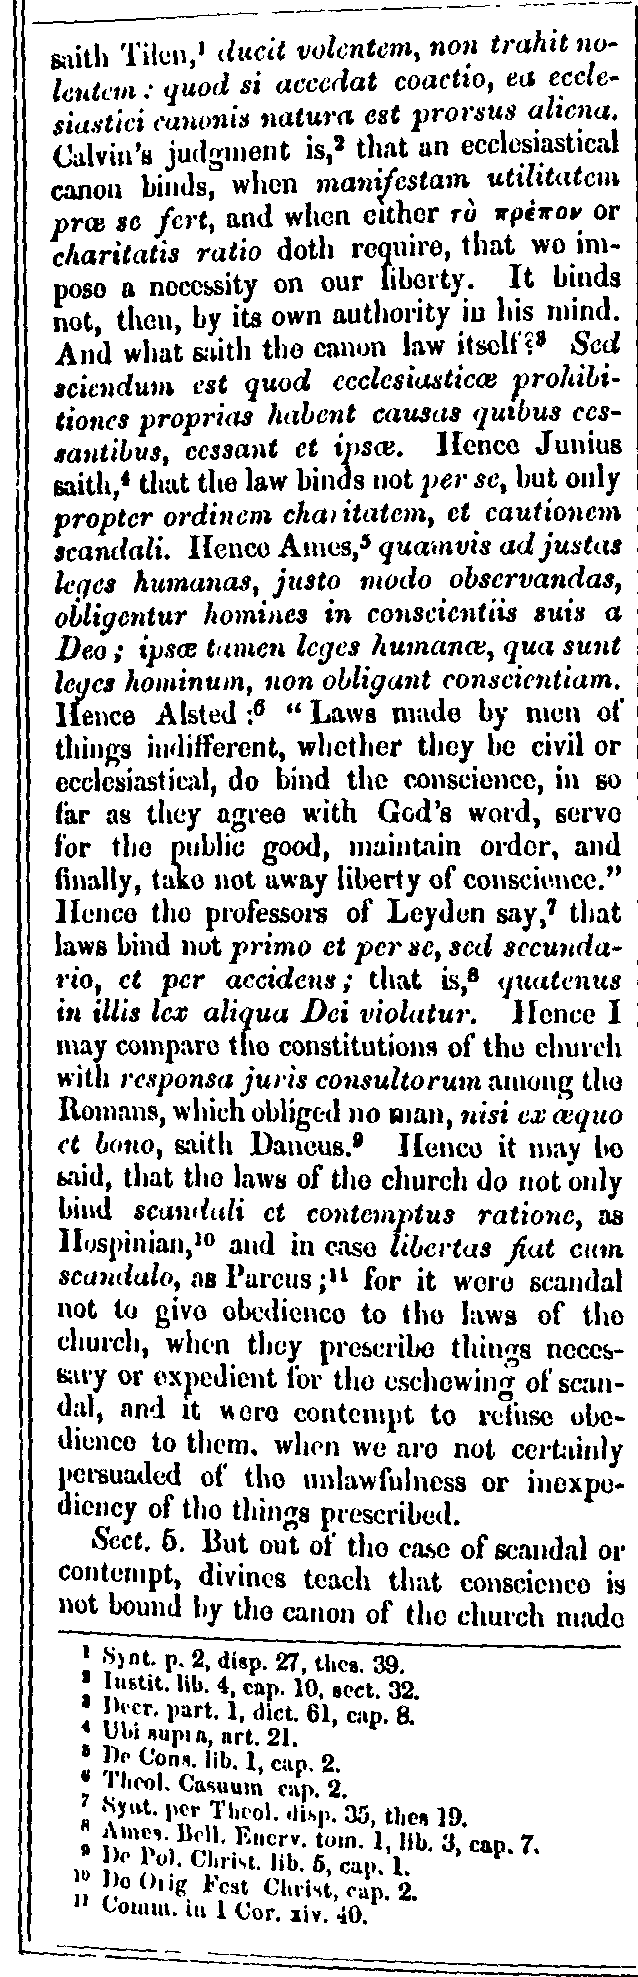 saith Tilen,¹ ducit volentem, non trahit no-
lentem: quod si accedat coactio, ea eccle-
siastici canonis natura est prorsus aliena.
Calvin's judgment is,² that an ecclesiastical
canon binds, when manifestam utilitatem
præ se fert, and when either τὸ πρέπον or
charitatis ratio doth require, that we im-
pose a necessity on our liberty. It binds
not, then, by its own authority in his mind.
And what saith the canon law itself?³ Sed
sciendum est quod ecclesiasticæ prohibi-
tiones proprias habent causas quibus ces-
santibus, cessant et ipsæ. Hence Junius
saith,⁴ that the law binds not per se, but only
propter ordinem charitatem, et cautionem
scandali. Hence Ames,⁵ quamvis ad justas
leges humanas, justo modo observandas,
obligentur homines in conscientiis suis a
Deo; ipsæ tamen leges humanæ, qua sunt
leges hominum, non obligant conscientiam.
Hence Alsted:⁶ "Laws made by men of
things indifferent, whether they be civil or
ecclesiastical, do bind the conscience, in so
far as they agree with God's word, serve
for the public good, maintain order, and
finally, take not away liberty of conscience."
Hence the professors of Leyden say,⁷ that
laws bind not primo et per se, sed secunda-
rio, et per accidens; that is,⁸ quatenus
in illis lex aliqua Dei violatur. Hence I
may compare the constitutions of the church
with responsa juris consultorum among the
Romans, which obliged no man, nisi ex æquo
et bono, saith Daneus.⁹ Hence it may be
said, that the laws of the church do not only
bind scandali et contemptus ratione, as
Hospinian,¹⁰ and in case libertas fiat cum
scandalo, as Pareus;¹¹ for it were scandal
not to give obedience to the laws of the
church, when they prescribe things neces-
sary or expedient for the eschewing of scan-
dal, and it were contempt to refuse obe-
dience to them, when we are not certainly
persuaded of the unlawfulness or inexpe-
diency of the things prescribed.
Sect. 5. But out of the case of scandal or
contempt, divines teach that conscience is
not bound by the canon of the church made
¹ Synt. p. 2, disp. 27, thes. 39.
² Instit. lib. 4, cap. 10, sect. 32.
³ Decr. part. 1, dict. 61, cap. 8.
⁴ Ubi supra, art. 21.
⁵ De Cons. lib. 1, cap. 2.
⁶ Theol. Casuum cap. 2.
⁷ Synt. per Theol. disp. 35, thes 19.
⁸ Ames. Bell. Enerv. tom. 1, lib. 3, cap. 7.
⁹ De Pol. Christ. lib. 5, cap. 1.
¹⁰ De Orig Fest Christ, cap. 2.
¹¹ Comm. in 1 Cor. xiv. 40.